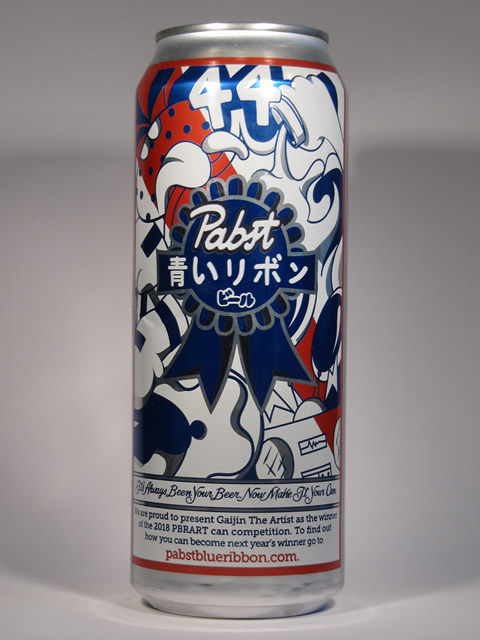 44
Pabst
青いリボン
ビール
It's Always Been Your Beer. Now Make It Your Can.
We are proud to present Gaijin The Artist as the winner
of the 2018 PBRART can competition. To find out
how you can become next year's winner go to
pabstblueribbon.com.